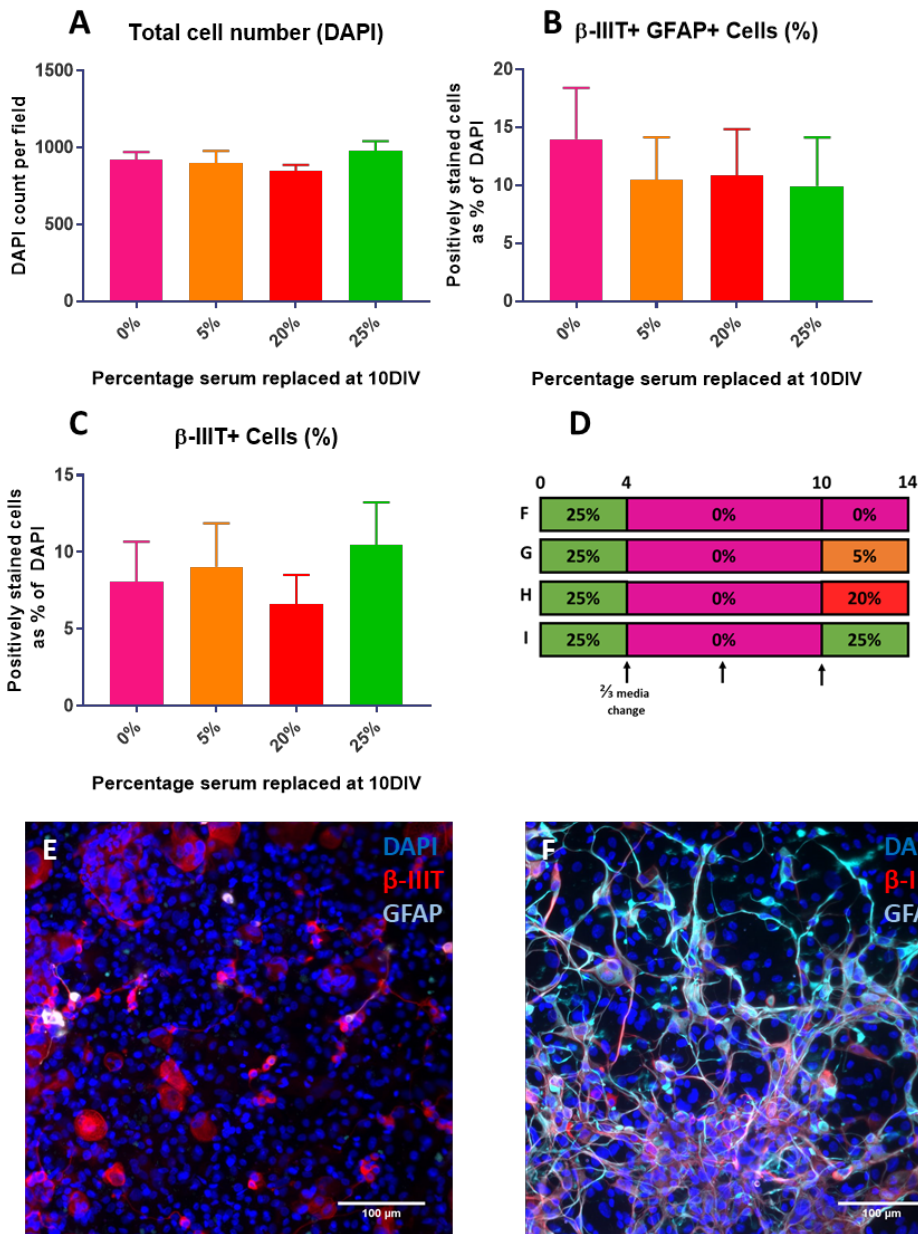 A
Total cell number (DAPI)
1500
1000
500
0
DAPI count per field
0%
5%
20%
25%
Percentage serum replaced at 10DIV
B
β-IIIT+ GFAP+ Cells (%)
20
15
10
5
0
Positively stained cells
as % of DAPI
0%
5%
20%
25%
Percentage serum replaced at 10DIV
C
β-IIIT+ Cells (%)
15
10
5
0
Positively stained cells
as % of DAPI
0%
5%
20%
25%
Percentage serum replaced at 10DIV
D
0 4 10 14
F 25% 0% 0%
G 25% 0% 5%
H 25% 0% 20%
I 25% 0% 25%
⅔ media
change
E
DAPI
β-IIIT
GFAP
100 µm
F
DA
β-I
GFA
100 µm